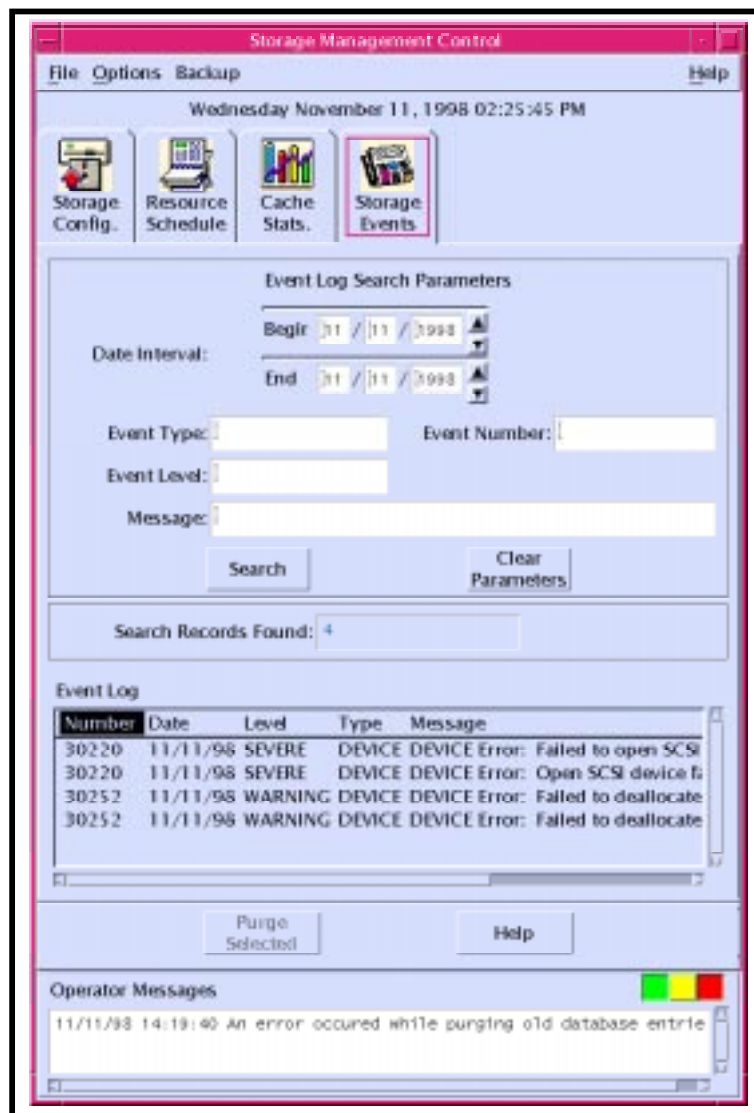 Storage Management Control
File Options Backup Help
Wednesday November 11, 1998 02:25:45 PM
Storage Config.
Resource Schedule
Cache Stats.
Storage Events
Event Log Search Parameters
Date Interval:
Begin 11 / 11 / 1998
End 11 / 11 / 1998
Event Type: Event Number:
Event Level:
Message:
Search
Clear Parameters
Search Records Found: 4
Event Log
Number Date Level Type Message
30220 11/11/98 SEVERE DEVICE DEVICE Error: Failed to open SCSI
30220 11/11/98 SEVERE DEVICE DEVICE Error: Open SCSI device fa
30252 11/11/98 WARNING DEVICE DEVICE Error: Failed to deallocate
30252 11/11/98 WARNING DEVICE DEVICE Error: Failed to deallocate
Purge Selected
Help
Operator Messages
11/11/98 14:19:40 An error occured while purging old database entrie